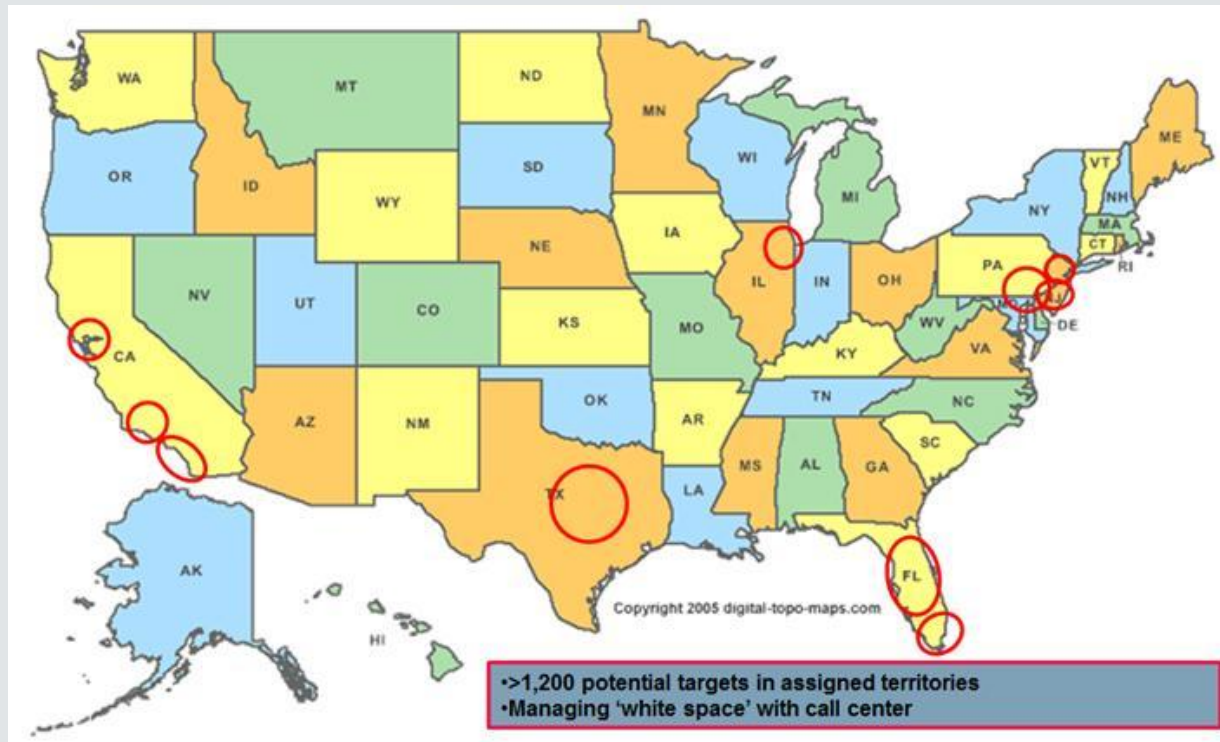 WA
MT
ND
MN
ME
OR
ID
SD
WI
MI
VT
NH
NY
MA
CT
RI
WY
IA
NE
PA
NV
UT
CO
IL
IN
OH
KS
MO
WV
DE
CA
KY
VA
AZ
NM
OK
AR
TN
NC
SC
TX
LA
MS
AL
GA
FL
AK
HI
Copyright 2005 digital-topo-maps.com
•>1,200 potential targets in assigned territories
•Managing ‘white space’ with call center